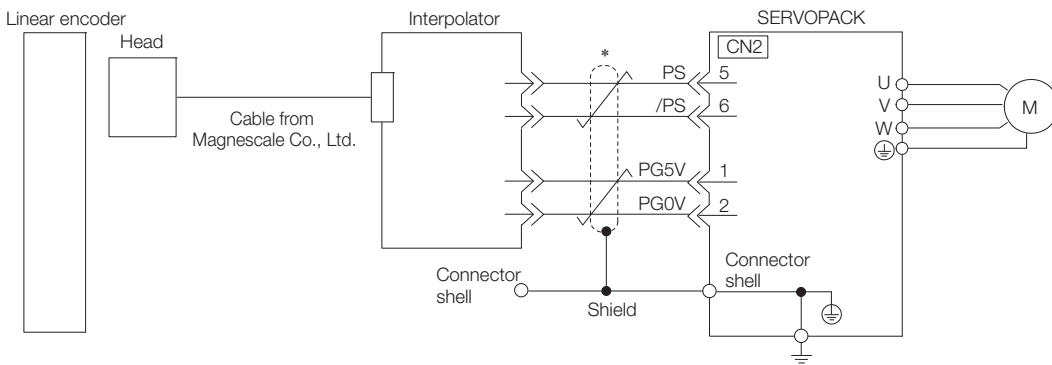 Linear encoder
Head
Interpolator
SERVOPACK
CN2
*
PS 5
/PS 6
PG5V 1
PG0V 2
Cable from
Magnescale Co., Ltd.
U
V
W
M
Connector
shell
Shield
Connector
shell